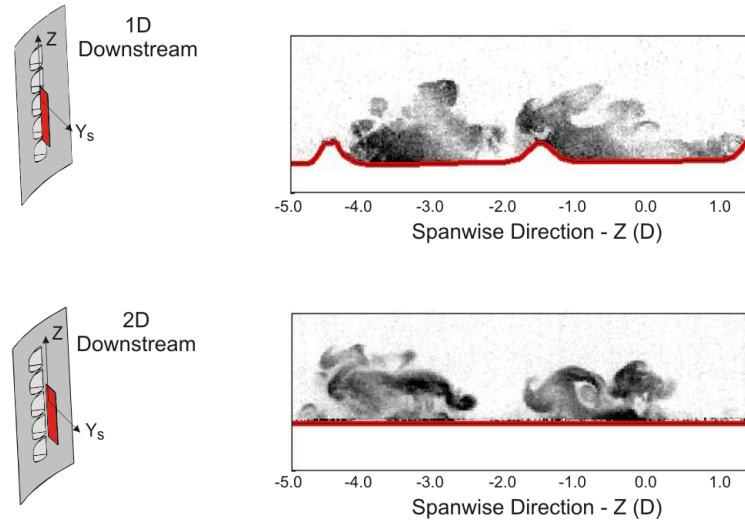 Z
1D
Downstream
Ys
-5.0 -4.0 -3.0 -2.0 -1.0 0.0 1.0
Spanwise Direction - Z (D)
Z
2D
Downstream
Ys
-5.0 -4.0 -3.0 -2.0 -1.0 0.0 1.0
Spanwise Direction - Z (D)